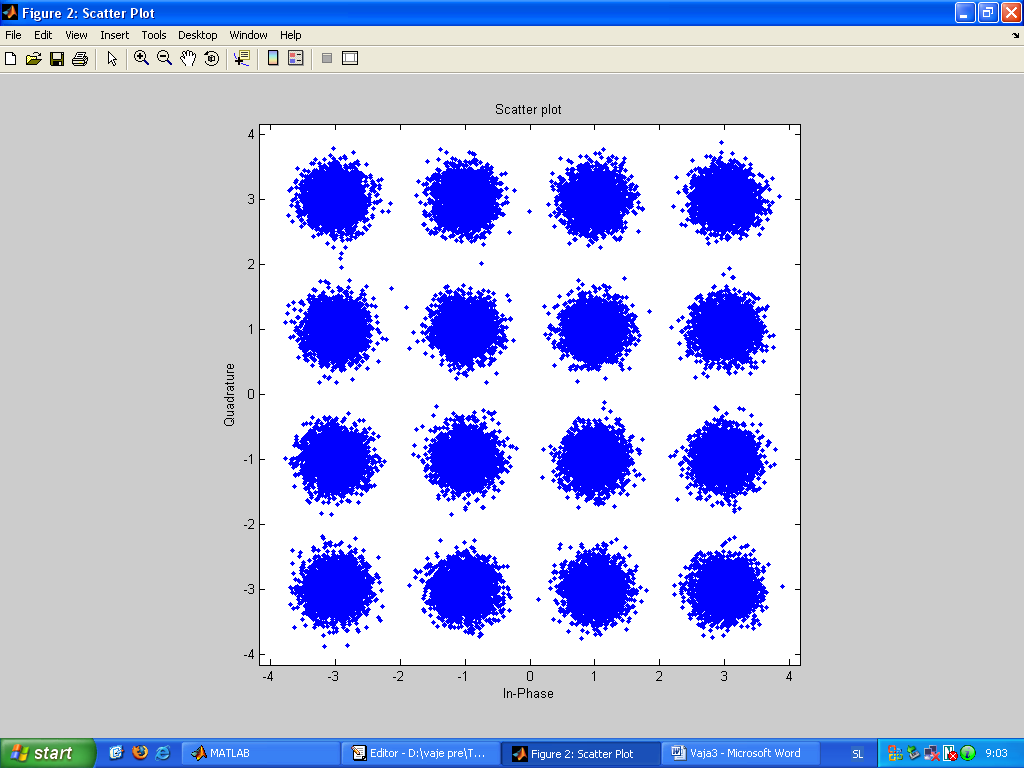 Figure 2: Scatter Plot
File Edit View Insert Tools Desktop Window Help
Scatter plot
4
3
2
1
0
-1
-2
-3
-4
Quadrature
-4 -3 -2 -1 0 1 2 3 4
In-Phase
start MATLAB Editor - D:\vaje pre\T... Figure 2: Scatter Plot Vaja3 - Microsoft Word SL 9:03